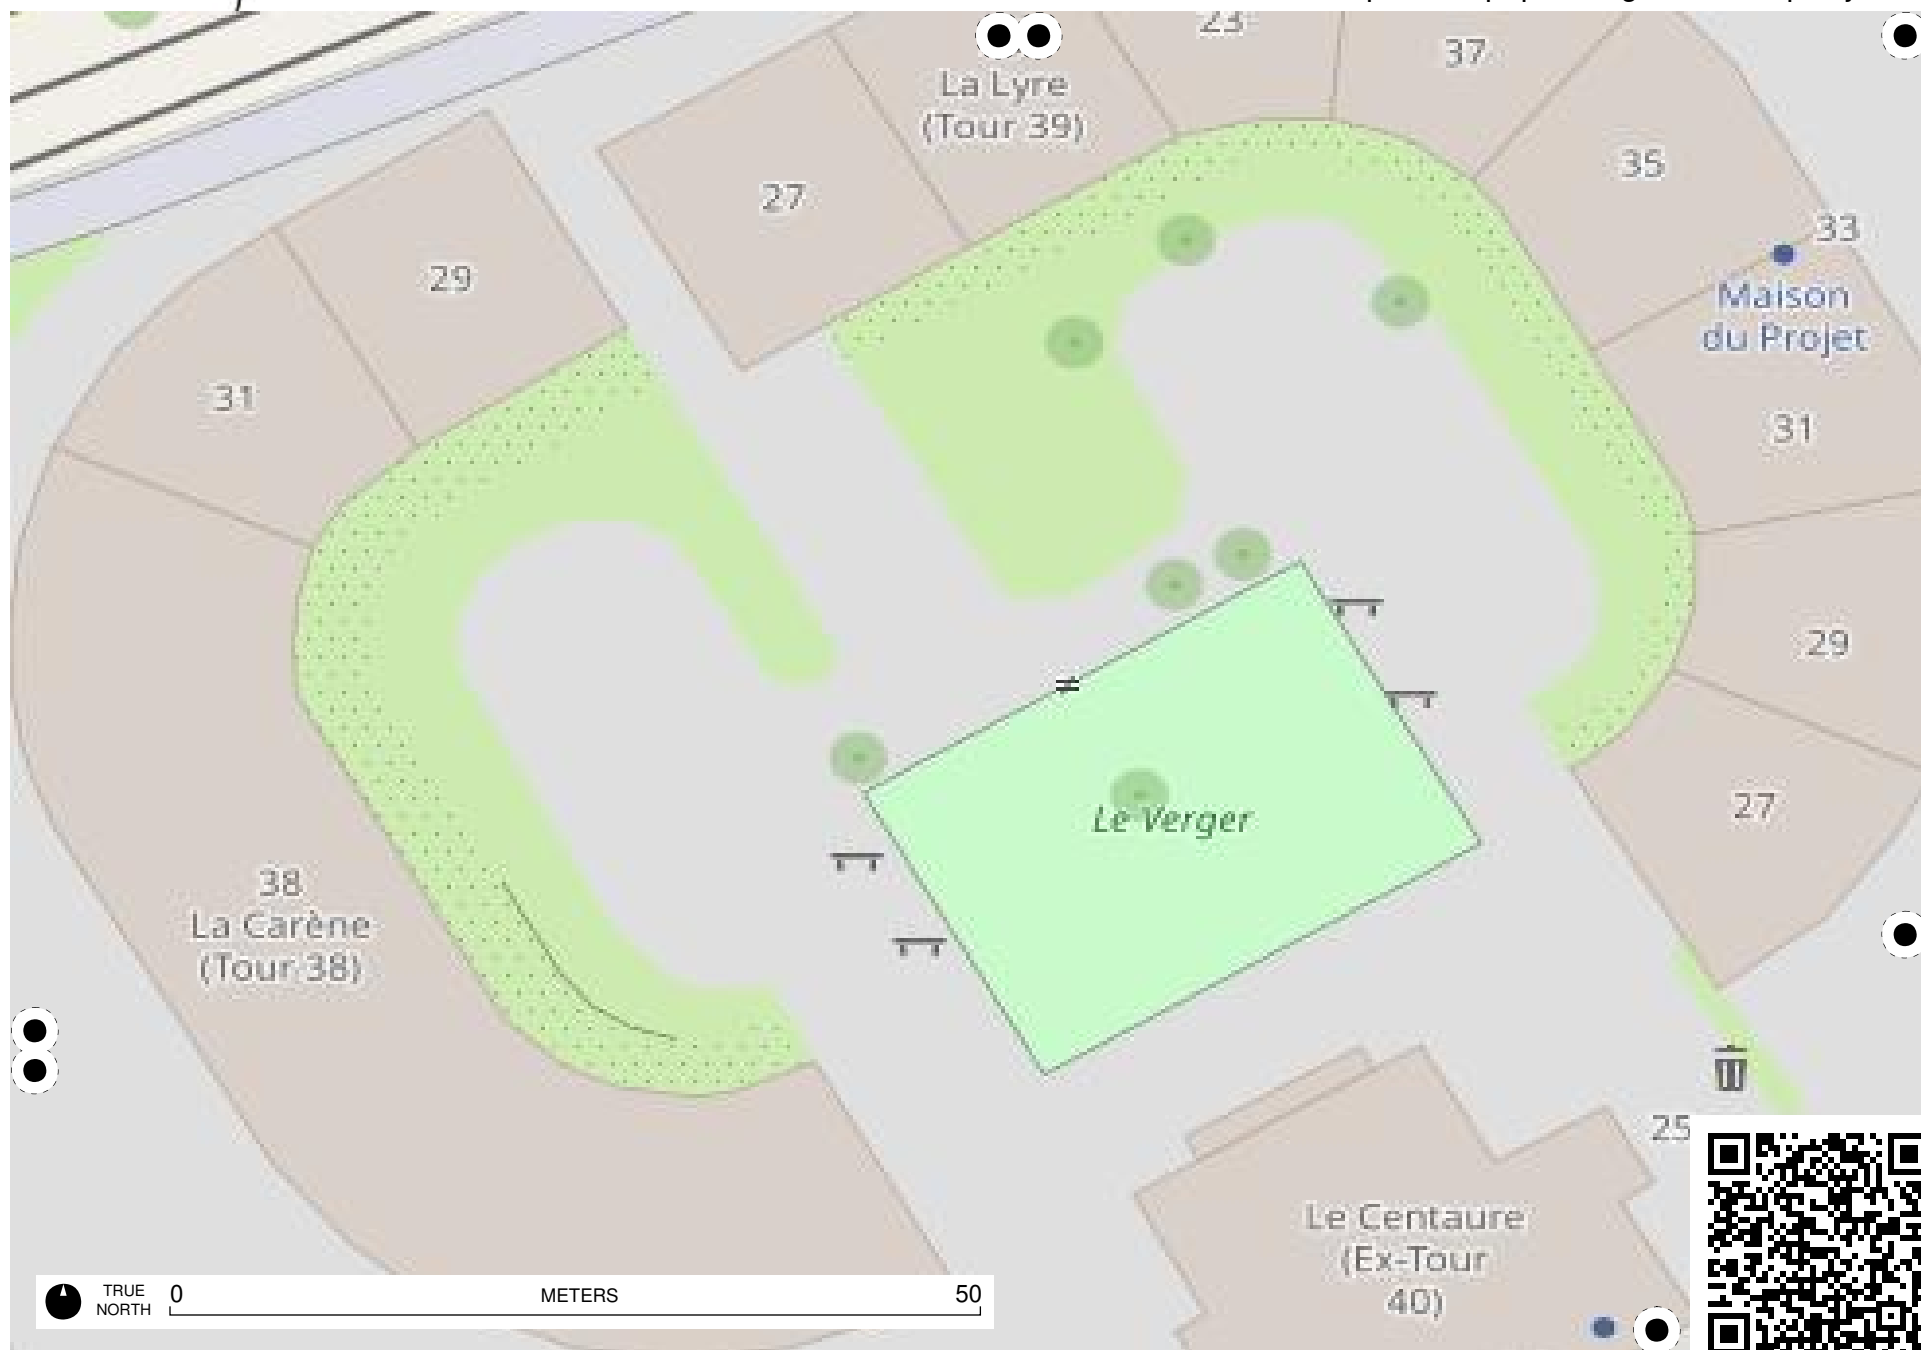 23
37
La Lyre
(Tour 39)
27
35
33
29
Maison
du Projet
31
31
29
27
Le Verger
38
La Carène
(Tour 38)
25
Le Centaure
(Ex-Tour
40)
TRUE
NORTH
0
METERS
50